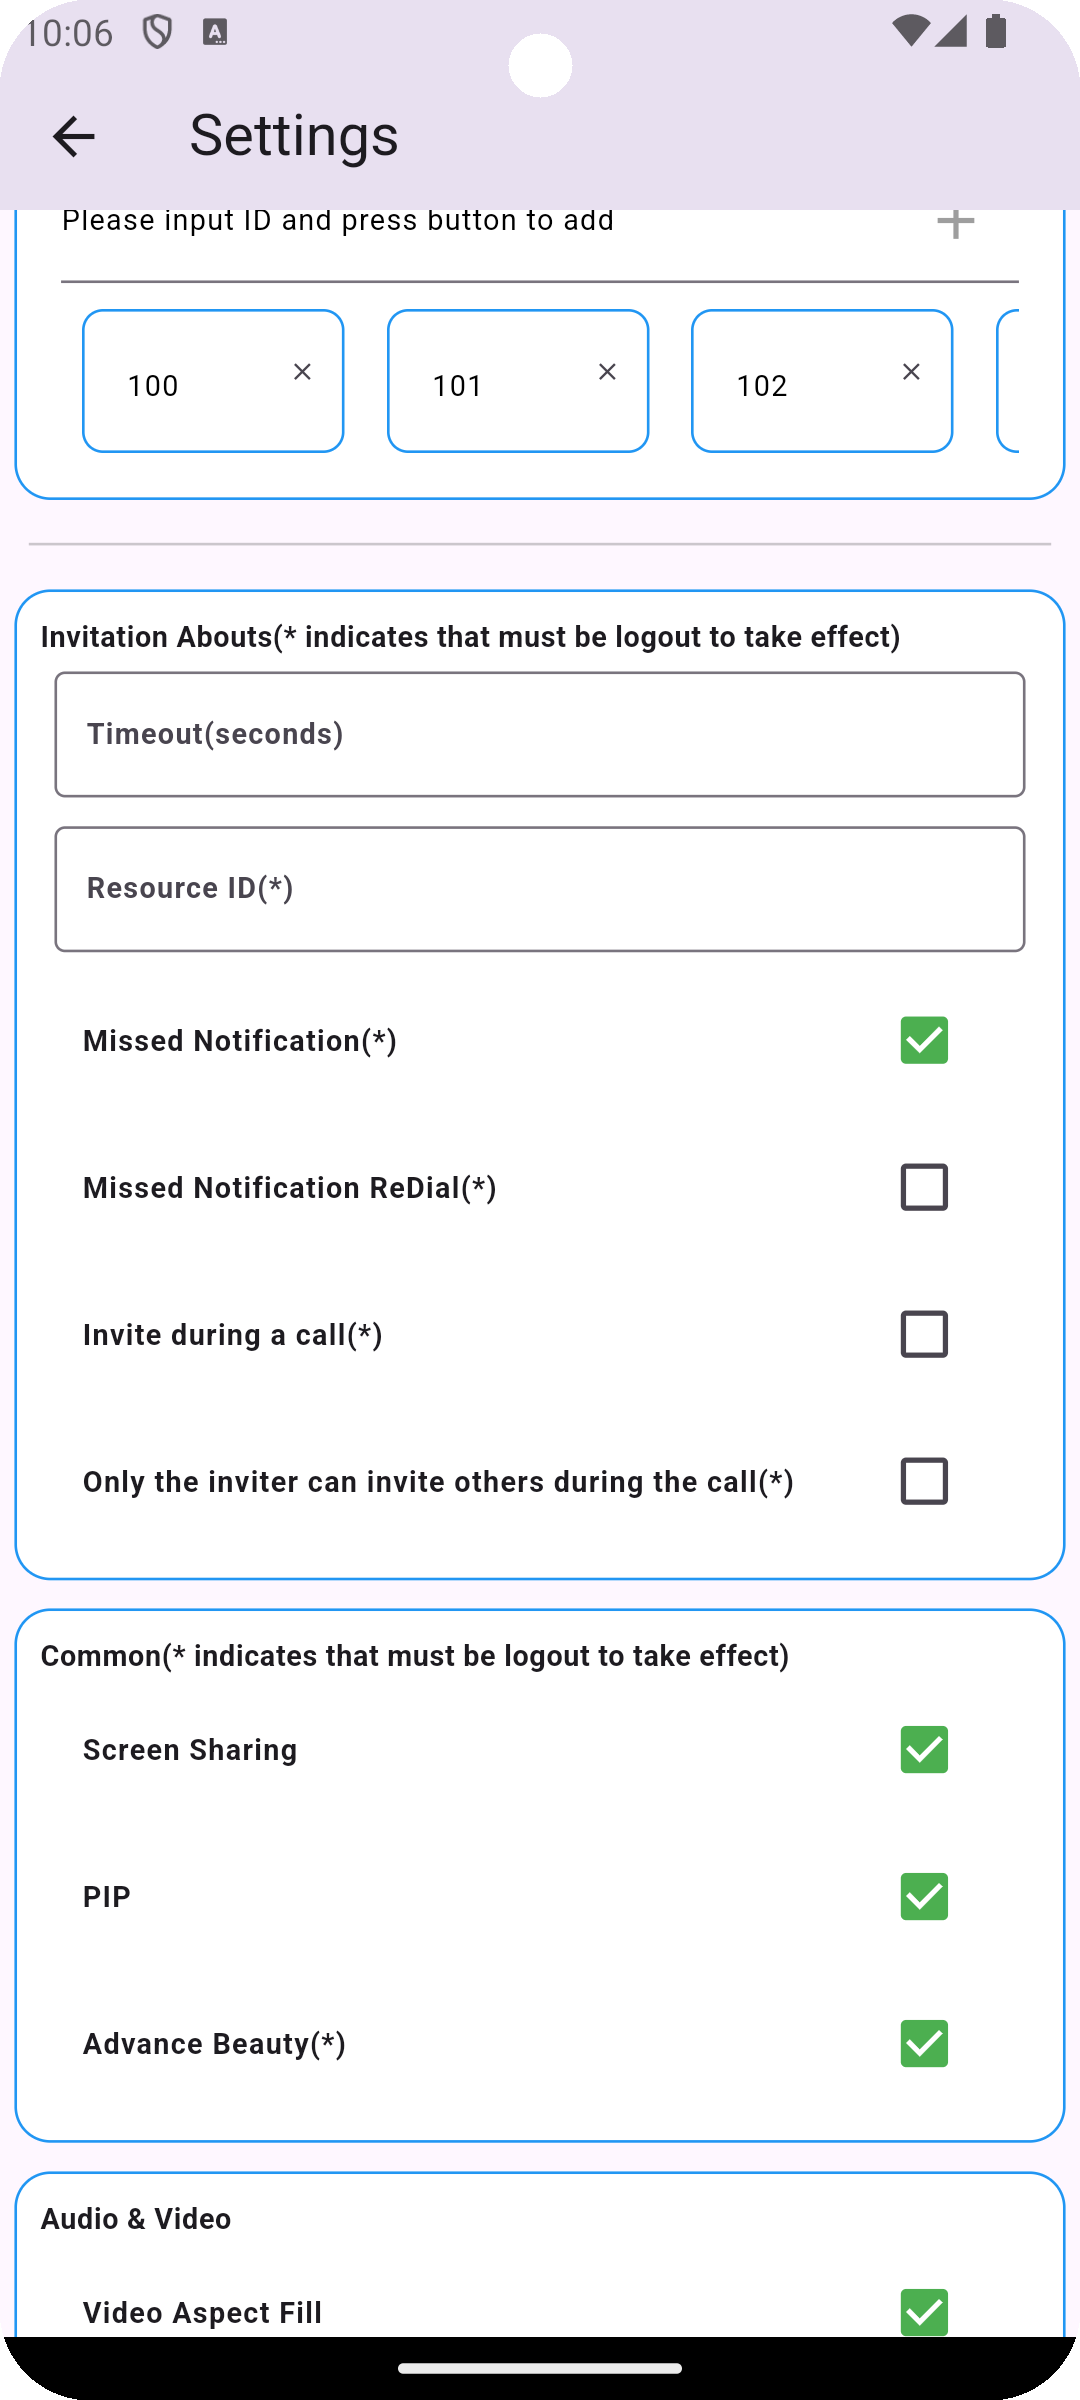 10:06
Settings
Please input ID and press button to add
100
101
102
Invitation Abouts(* indicates that must be logout to take effect)
Timeout(seconds)
Resource ID(*)
Missed Notification(*)
Missed Notification ReDial(*)
Invite during a call(*)
Only the inviter can invite others during the call(*)
Common(* indicates that must be logout to take effect)
Screen Sharing
PIP
Advance Beauty(*)
Audio & Video
Video Aspect Fill